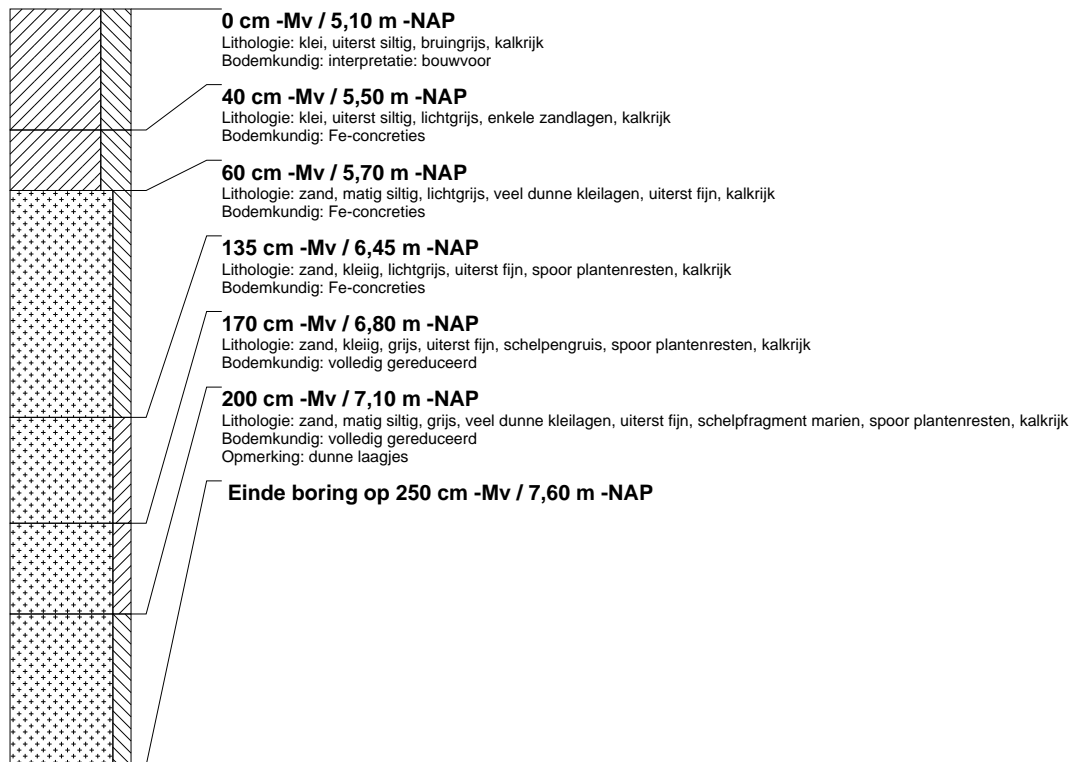 0 cm -Mv / 5,10 m -NAP
Lithologie: klei, uiterst siltig, bruingrijs, kalkrijk
Bodemkundig: interpretatie: bouwvoor
40 cm -Mv / 5,50 m -NAP
Lithologie: klei, uiterst siltig, lichtgrijs, enkele zandlagen, kalkrijk
Bodemkundig: Fe-concreties
60 cm -Mv / 5,70 m -NAP
Lithologie: zand, matig siltig, lichtgrijs, veel dunne kleilagen, uiterst fijn, kalkrijk
Bodemkundig: Fe-concreties
135 cm -Mv / 6,45 m -NAP
Lithologie: zand, kleiig, lichtgrijs, uiterst fijn, spoor plantenresten, kalkrijk
Bodemkundig: Fe-concreties
170 cm -Mv / 6,80 m -NAP
Lithologie: zand, kleiig, grijs, uiterst fijn, schelpengruis, spoor plantenresten, kalkrijk
Bodemkundig: volledig gereduceerd
200 cm -Mv / 7,10 m -NAP
Lithologie: zand, matig siltig, grijs, veel dunne kleilagen, uiterst fijn, schelpfragment marien, spoor plantenresten, kalkrijk
Bodemkundig: volledig gereduceerd
Opmerking: dunne laagjes
Einde boring op 250 cm -Mv / 7,60 m -NAP